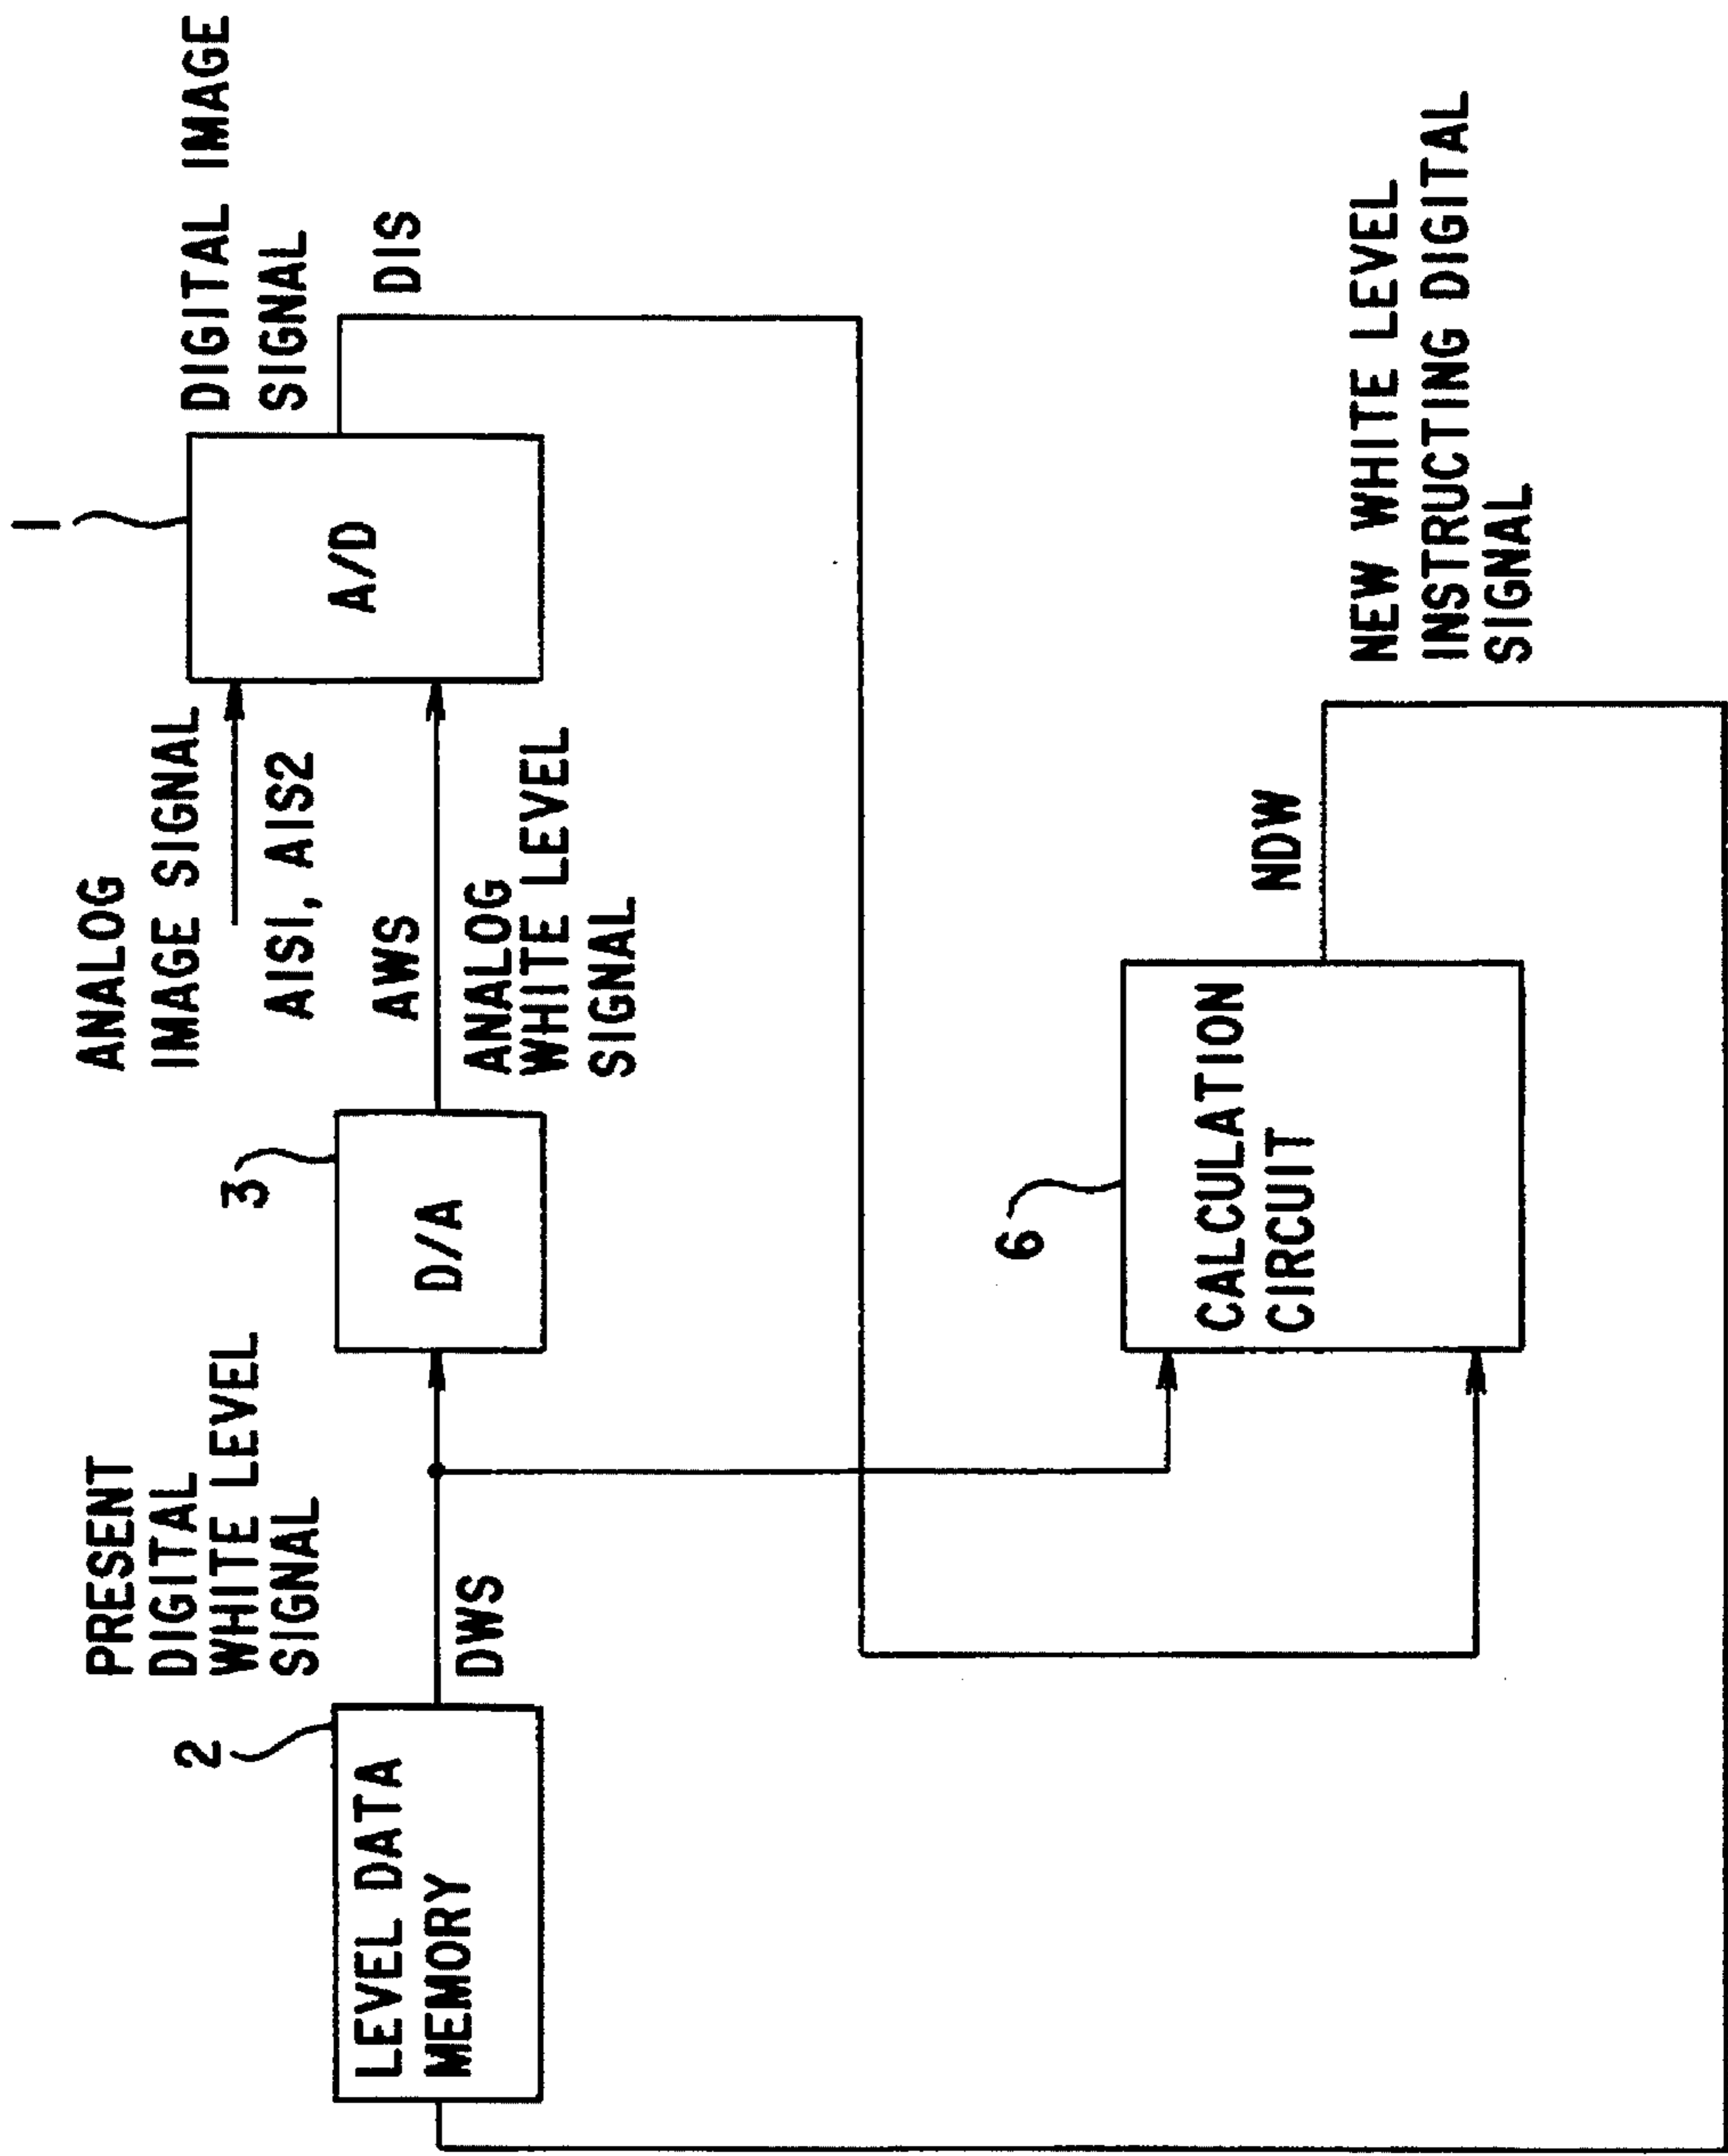 PRESENT
DIGITAL
WHITE LEVEL
SIGNAL
2
LEVEL DATA
MEMORY
DWS
3
D/A
ANALOG
IMAGE SIGNAL
AIS1, AIS2
AWS
ANALOG
WHITE LEVEL
SIGNAL
1
A/D
DIGITAL IMAGE
SIGNAL
DIS
6
CALCULATION
CIRCUIT
NDW
NEW WHITE LEVEL
INSTRUCTING DIGITAL
SIGNAL